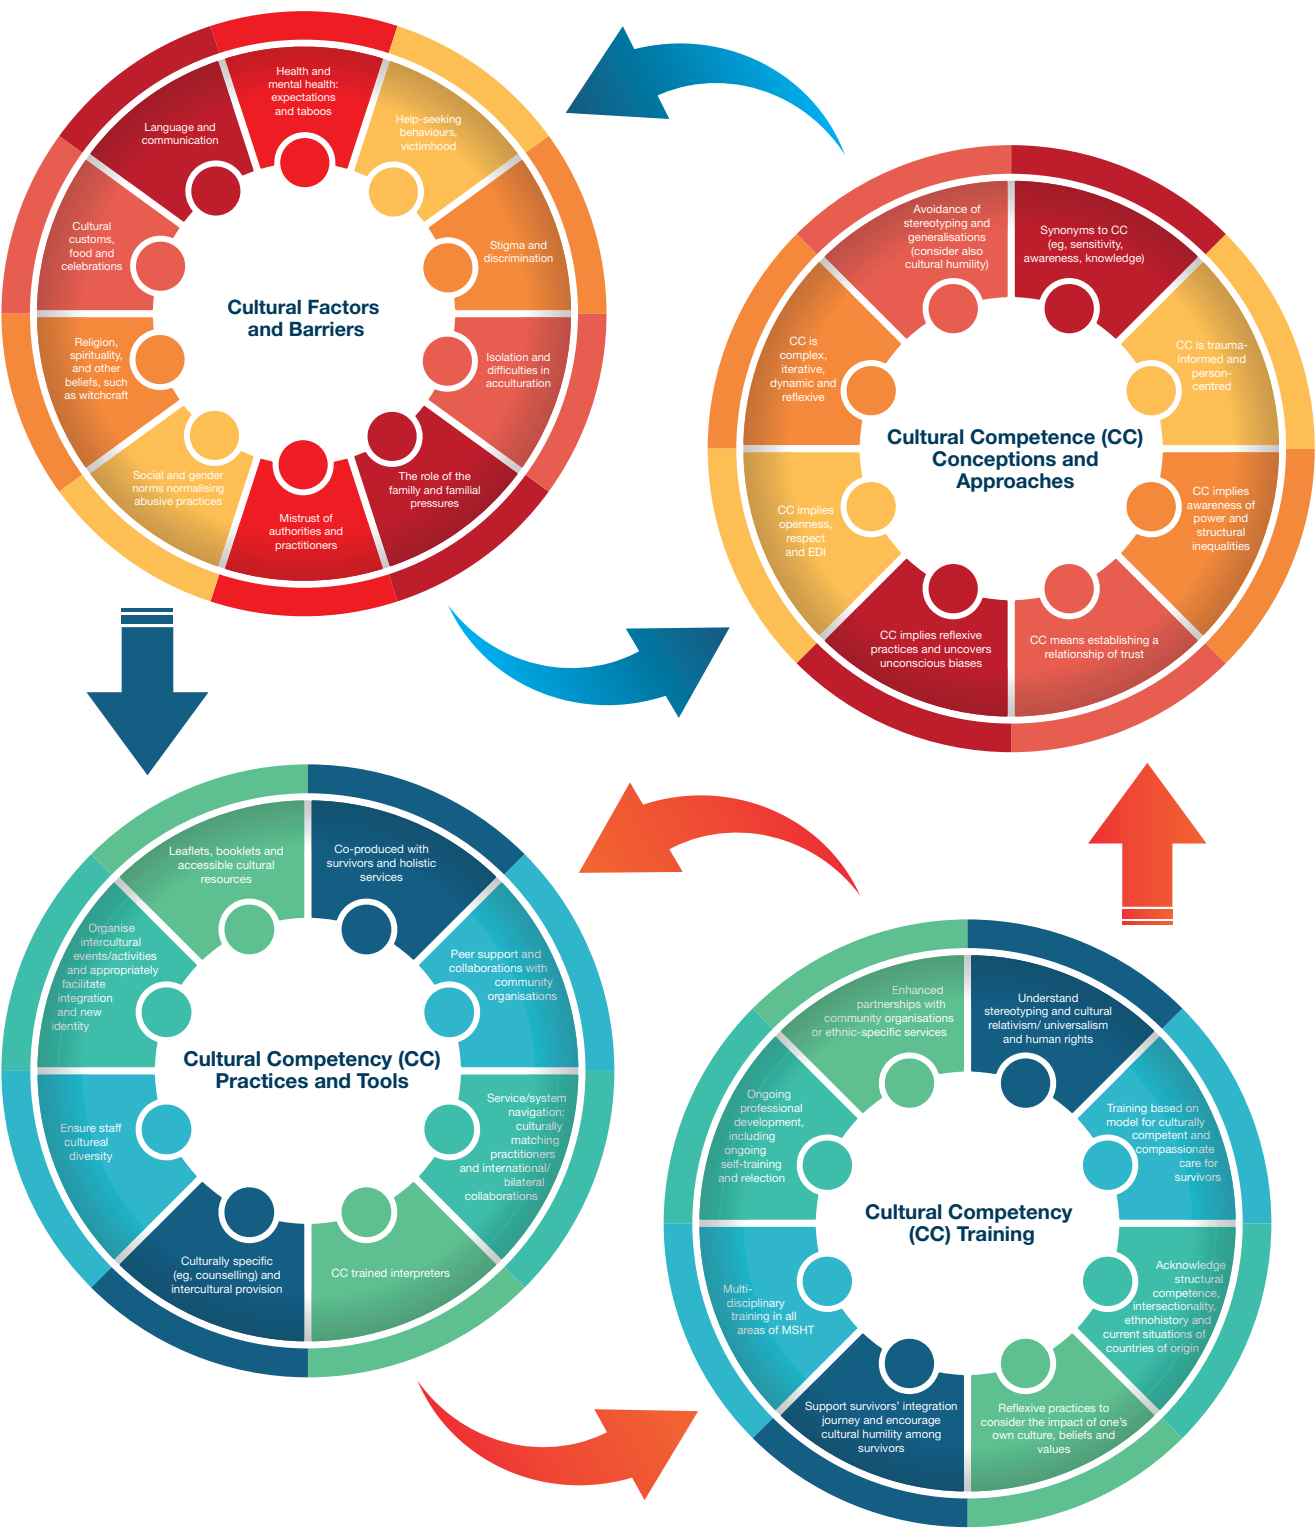 Cultural Factors
and Barriers
Health and
mental health:
expectations
and taboos
Help-seeking
behaviours,
victimhood
Stigma and
discrimination
Isolation and
difficulties in
acculturation
The role of the
familly and familial
pressures
Mistrust of
authorities and
practitioners
Social and gender
norms normalising
abusive practices
Religion,
spirituality,
and other
beliefs, such
as witchcraft
Cultural
customs,
food and
celebrations
Language and
communication
Cultural Competence (CC)
Conceptions and
Approaches
Synonyms to CC
(eg, sensitivity,
awareness, knowledge)
CC is trauma-
informed and
person-
centred
CC implies
awareness of
power and
structural
inequalities
CC means establishing a
relationship of trust
CC implies reflexive
practices and uncovers
unconscious biases
CC implies
openness,
respect
and EDI
CC is
complex,
iterative,
dynamic and
reflexive
Avoidance of
stereotyping and
generalisations
(consider also
cultural humility)
Cultural Competency (CC)
Practices and Tools
Co-produced with
survivors and holistic
services
Peer support and
collaborations with
community
organisations
Service/system
navigation;
culturally
matching
practitioners
and international/
bilateral
collaborations
CC trained interpreters
Culturally specific
(eg, counselling) and
intercultural provision
Ensure staff
cultureal
diversity
Organise
intercultural
events/activities
and appropriately
facilitate
integration
and new
identity
Leaflets, booklets and
accessible cultural
resources
Cultural Competency
(CC) Training
Understand
stereotyping and cultural
relativism/ universalism
and human rights
Training based on
model for culturally
competent and
compassionate
care for
survivors
Acknowledge
structural
competence,
intersectionality,
ethnohistory and
current situations of
countries of origin
Reflexive practices to
consider the impact of one's
own culture, beliefs and
values
Support survivors' integration
journey and encourage
cultural humility among
survivors
Multi-
disciplinary
training in all
areas of MSHT
Ongoing
professional
development,
including
ongoing
self-training
and relection
Enhanced
partnerships with
community organisations
or ethnic-specific services